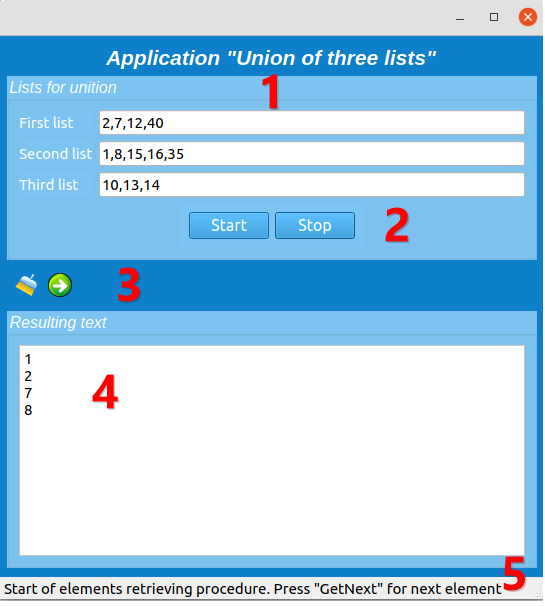 Application "Union of three lists"
Lists for unition
1
First list 2,7,12,40
Second list 1,8,15,16,35
Third list 10,13,14
Start Stop 2
3
Resulting text
1
2
7
8
4
5
Start of elements retrieving procedure. Press "GetNext" for next element